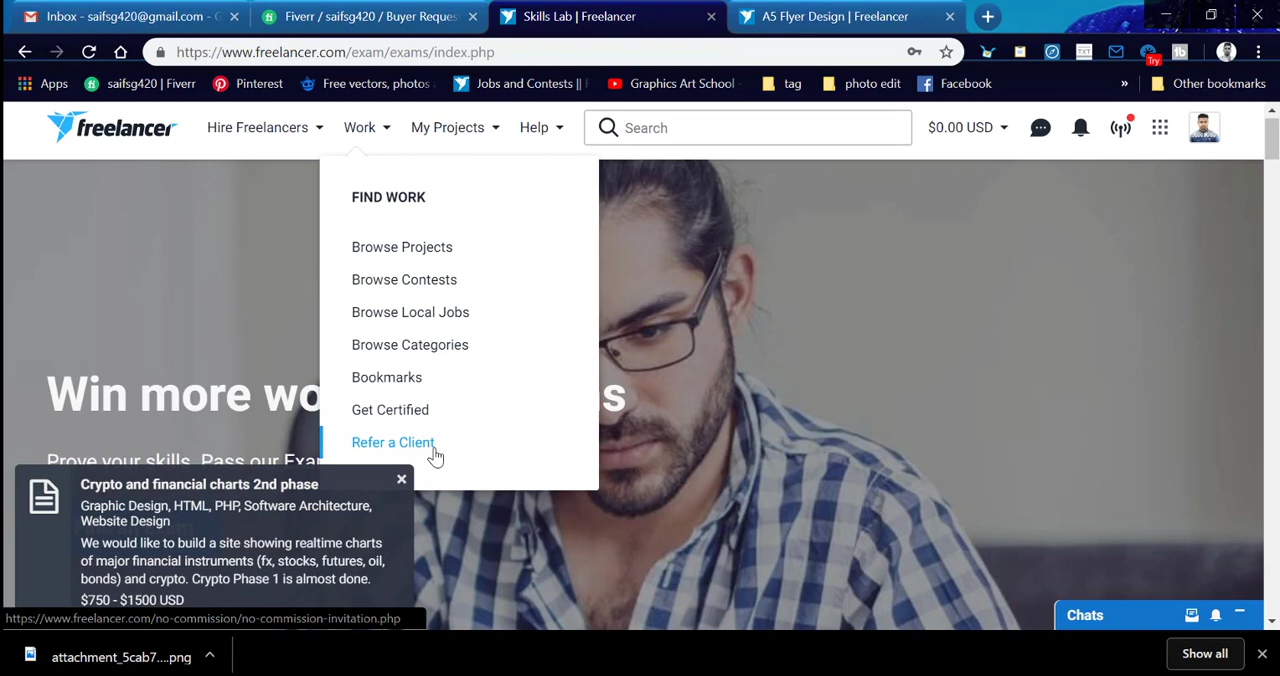 Inbox - saifsg420@gmail.com - G
Fiverr / saifsg420 / Buyer Reques
Skills Lab | Freelancer
A5 Flyer Design | Freelancer
https://www.freelancer.com/exam/exams/index.php
Apps
saifsg420 | Fiverr
Pinterest
Free vectors, photos
Jobs and Contests ||
Graphics Art School -
tag
photo edit
Facebook
»
Other bookmarks
TXT
Try
freelancer
Hire Freelancers
Work
My Projects
Help
Search
$0.00 USD
FIND WORK
Browse Projects
Browse Contests
Browse Local Jobs
Browse Categories
Bookmarks
Get Certified
Refer a Client
Win more wo
Prove your skills. Pass our Exa
Crypto and financial charts 2nd phase
Graphic Design, HTML, PHP, Software Architecture,
Website Design
We would like to build a site showing realtime charts
of major financial instruments (fx, stocks, futures, oil,
bonds) and crypto. Crypto Phase 1 is almost done.
$750 - $1500 USD
https://www.freelancer.com/no-commission/no-commission-invitation.php
Chats
attachment_5cab7....png
Show all